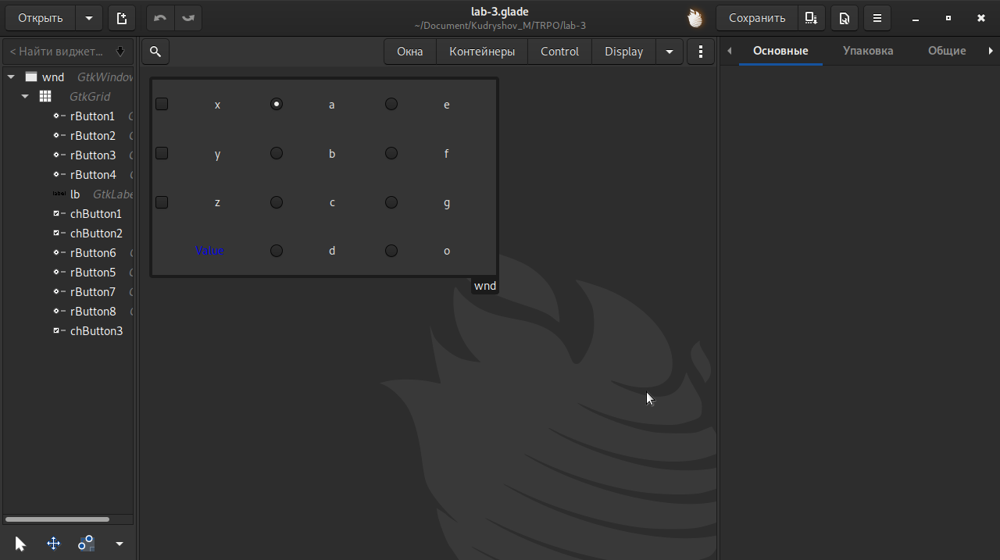 Открыть
lab-3.glade
~/Document/Kudryshov_M/TRPO/lab-3
Сохранить
< Найти виджет...
Окна
Контейнеры
Control
Display
Основные
Упаковка
Общие
wnd GtkWindow
GtkGrid
rButton1 G
rButton2 G
rButton3 G
rButton4 G
label lb GtkLabe
chButton1
chButton2
rButton6 G
rButton5 G
rButton7 G
rButton8 G
chButton3
x a e
y b f
z c g
Value d o
wnd